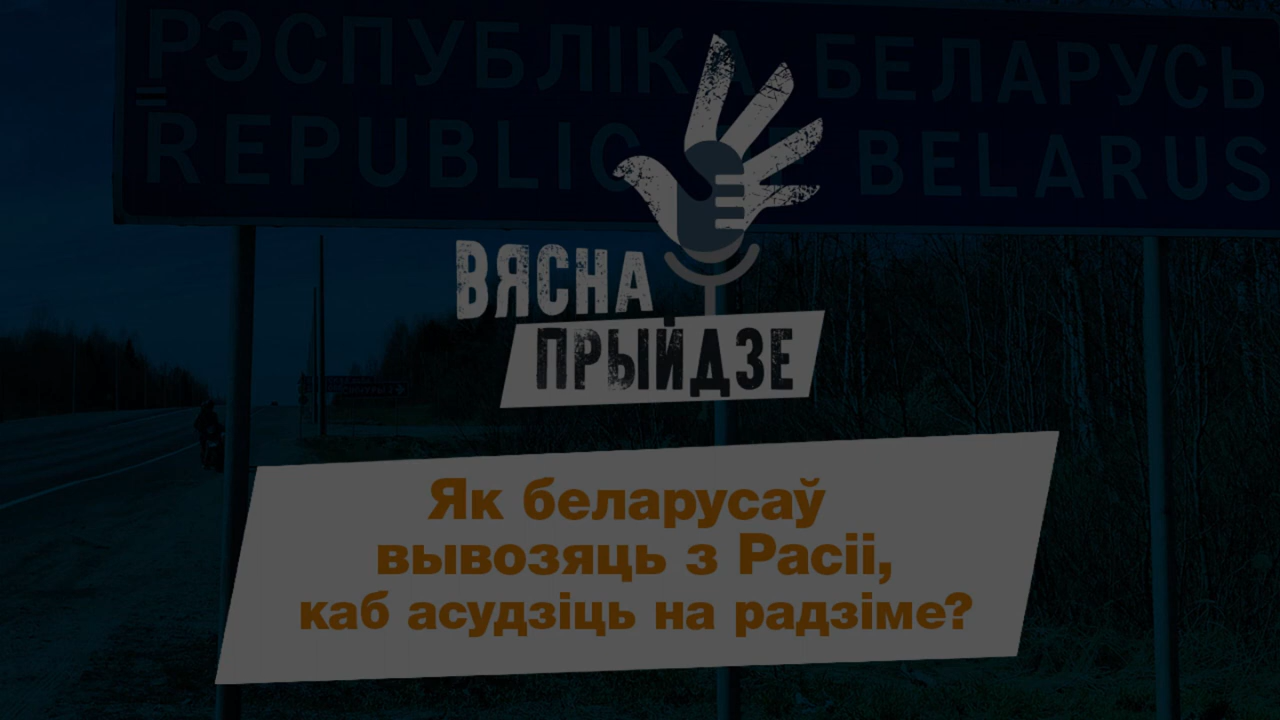 РЭСПУБЛІКА БЕЛАРУСЬ
REPUBLIC BELARUS
ВЯСНА
ПРЫЙДЗЕ
Як беларусаў
вывозяць з Расіі,
каб асудзіць на радзіме?